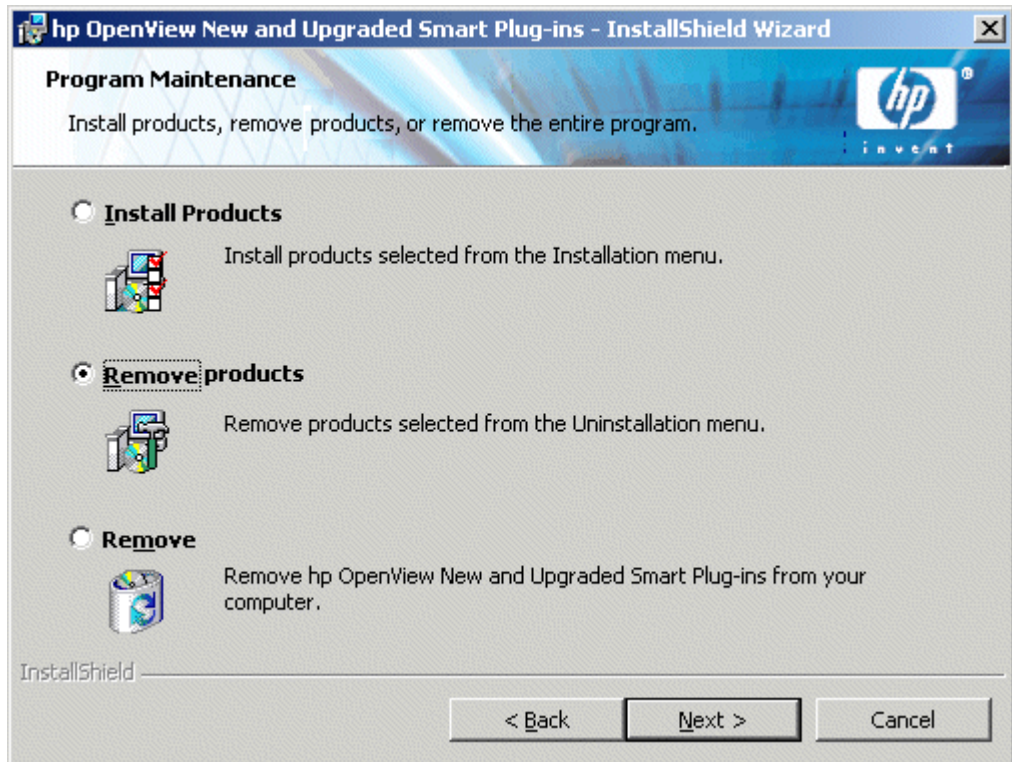 hp OpenView New and Upgraded Smart Plug-ins - InstallShield Wizard
Program Maintenance
Install products, remove products, or remove the entire program.
hp
®
invent
Install Products
Install products selected from the Installation menu.
Remove products
Remove products selected from the Uninstallation menu.
Remove
Remove hp OpenView New and Upgraded Smart Plug-ins from your
computer.
InstallShield
< Back
Next >
Cancel